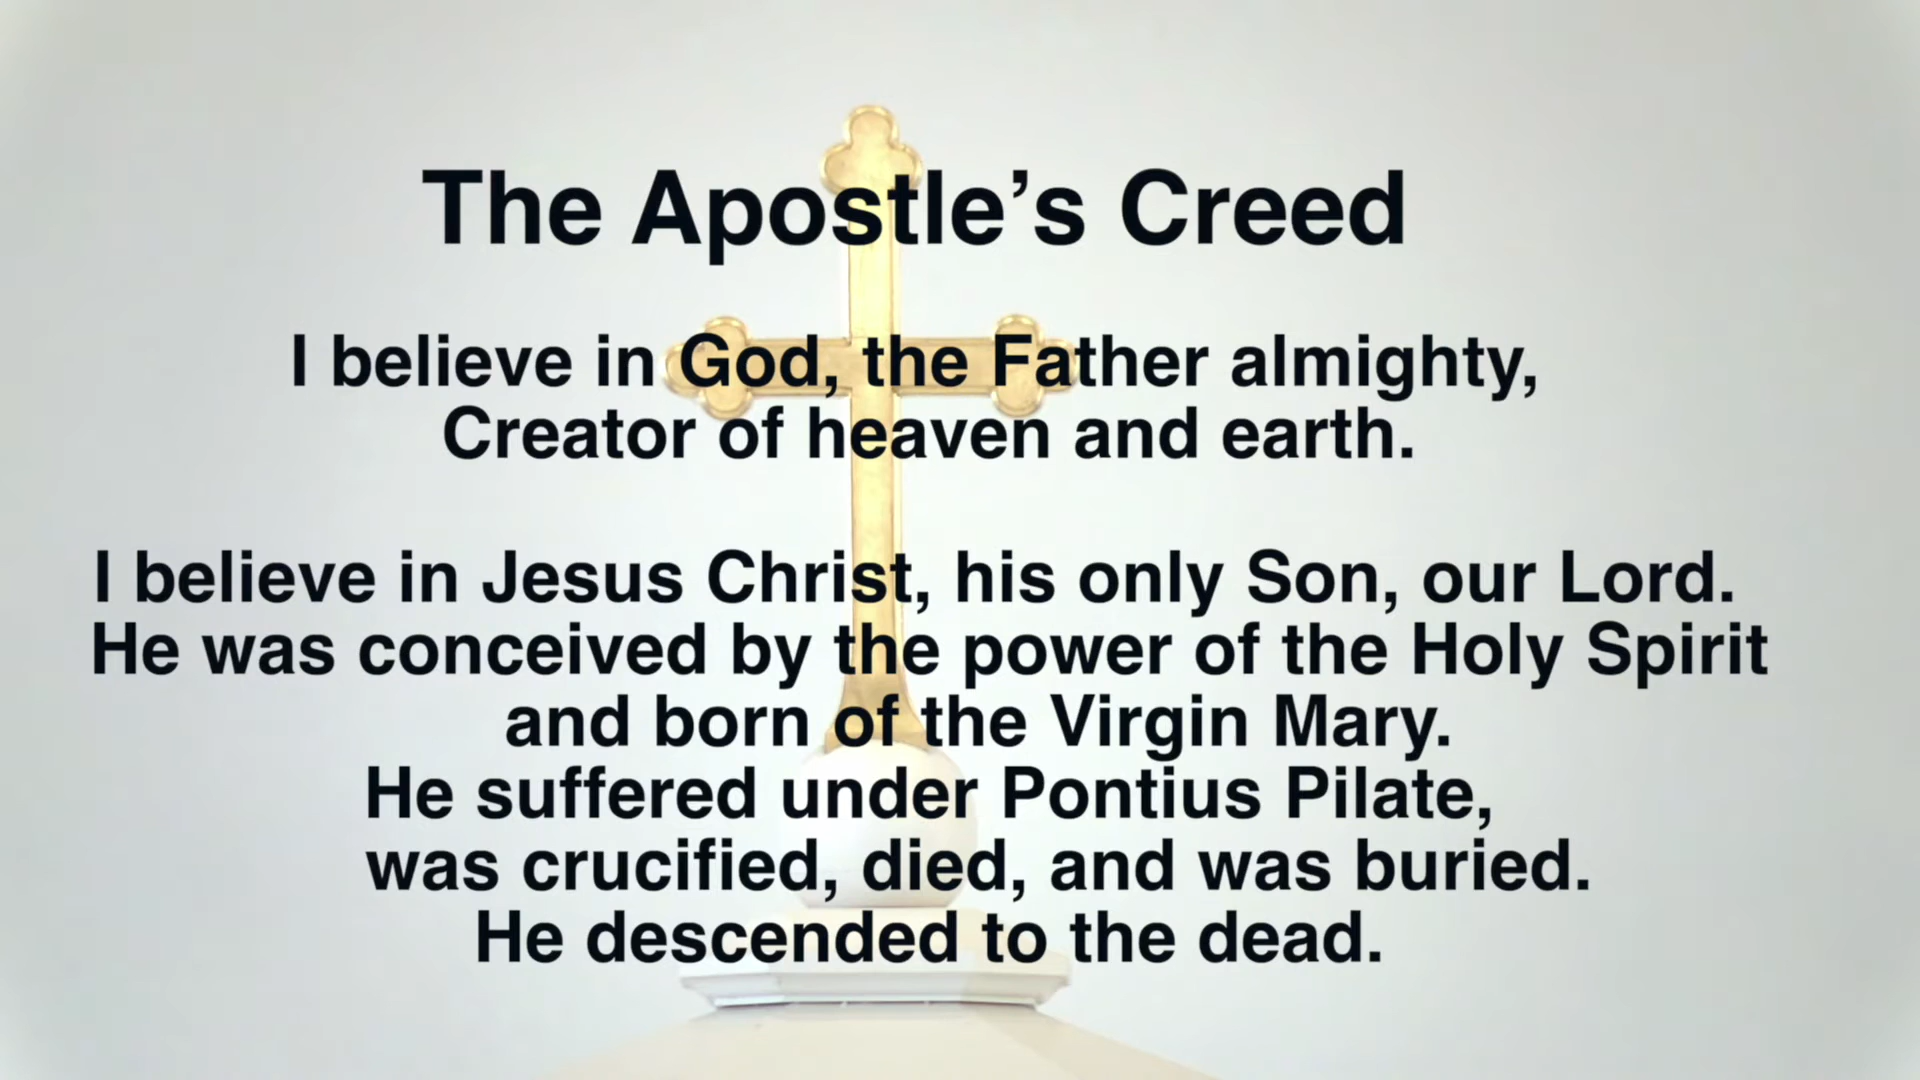 The Apostle’s Creed
I believe in God, the Father almighty,
Creator of heaven and earth.
I believe in Jesus Christ, his only Son, our Lord.
He was conceived by the power of the Holy Spirit
and born of the Virgin Mary.
He suffered under Pontius Pilate,
was crucified, died, and was buried.
He descended to the dead.